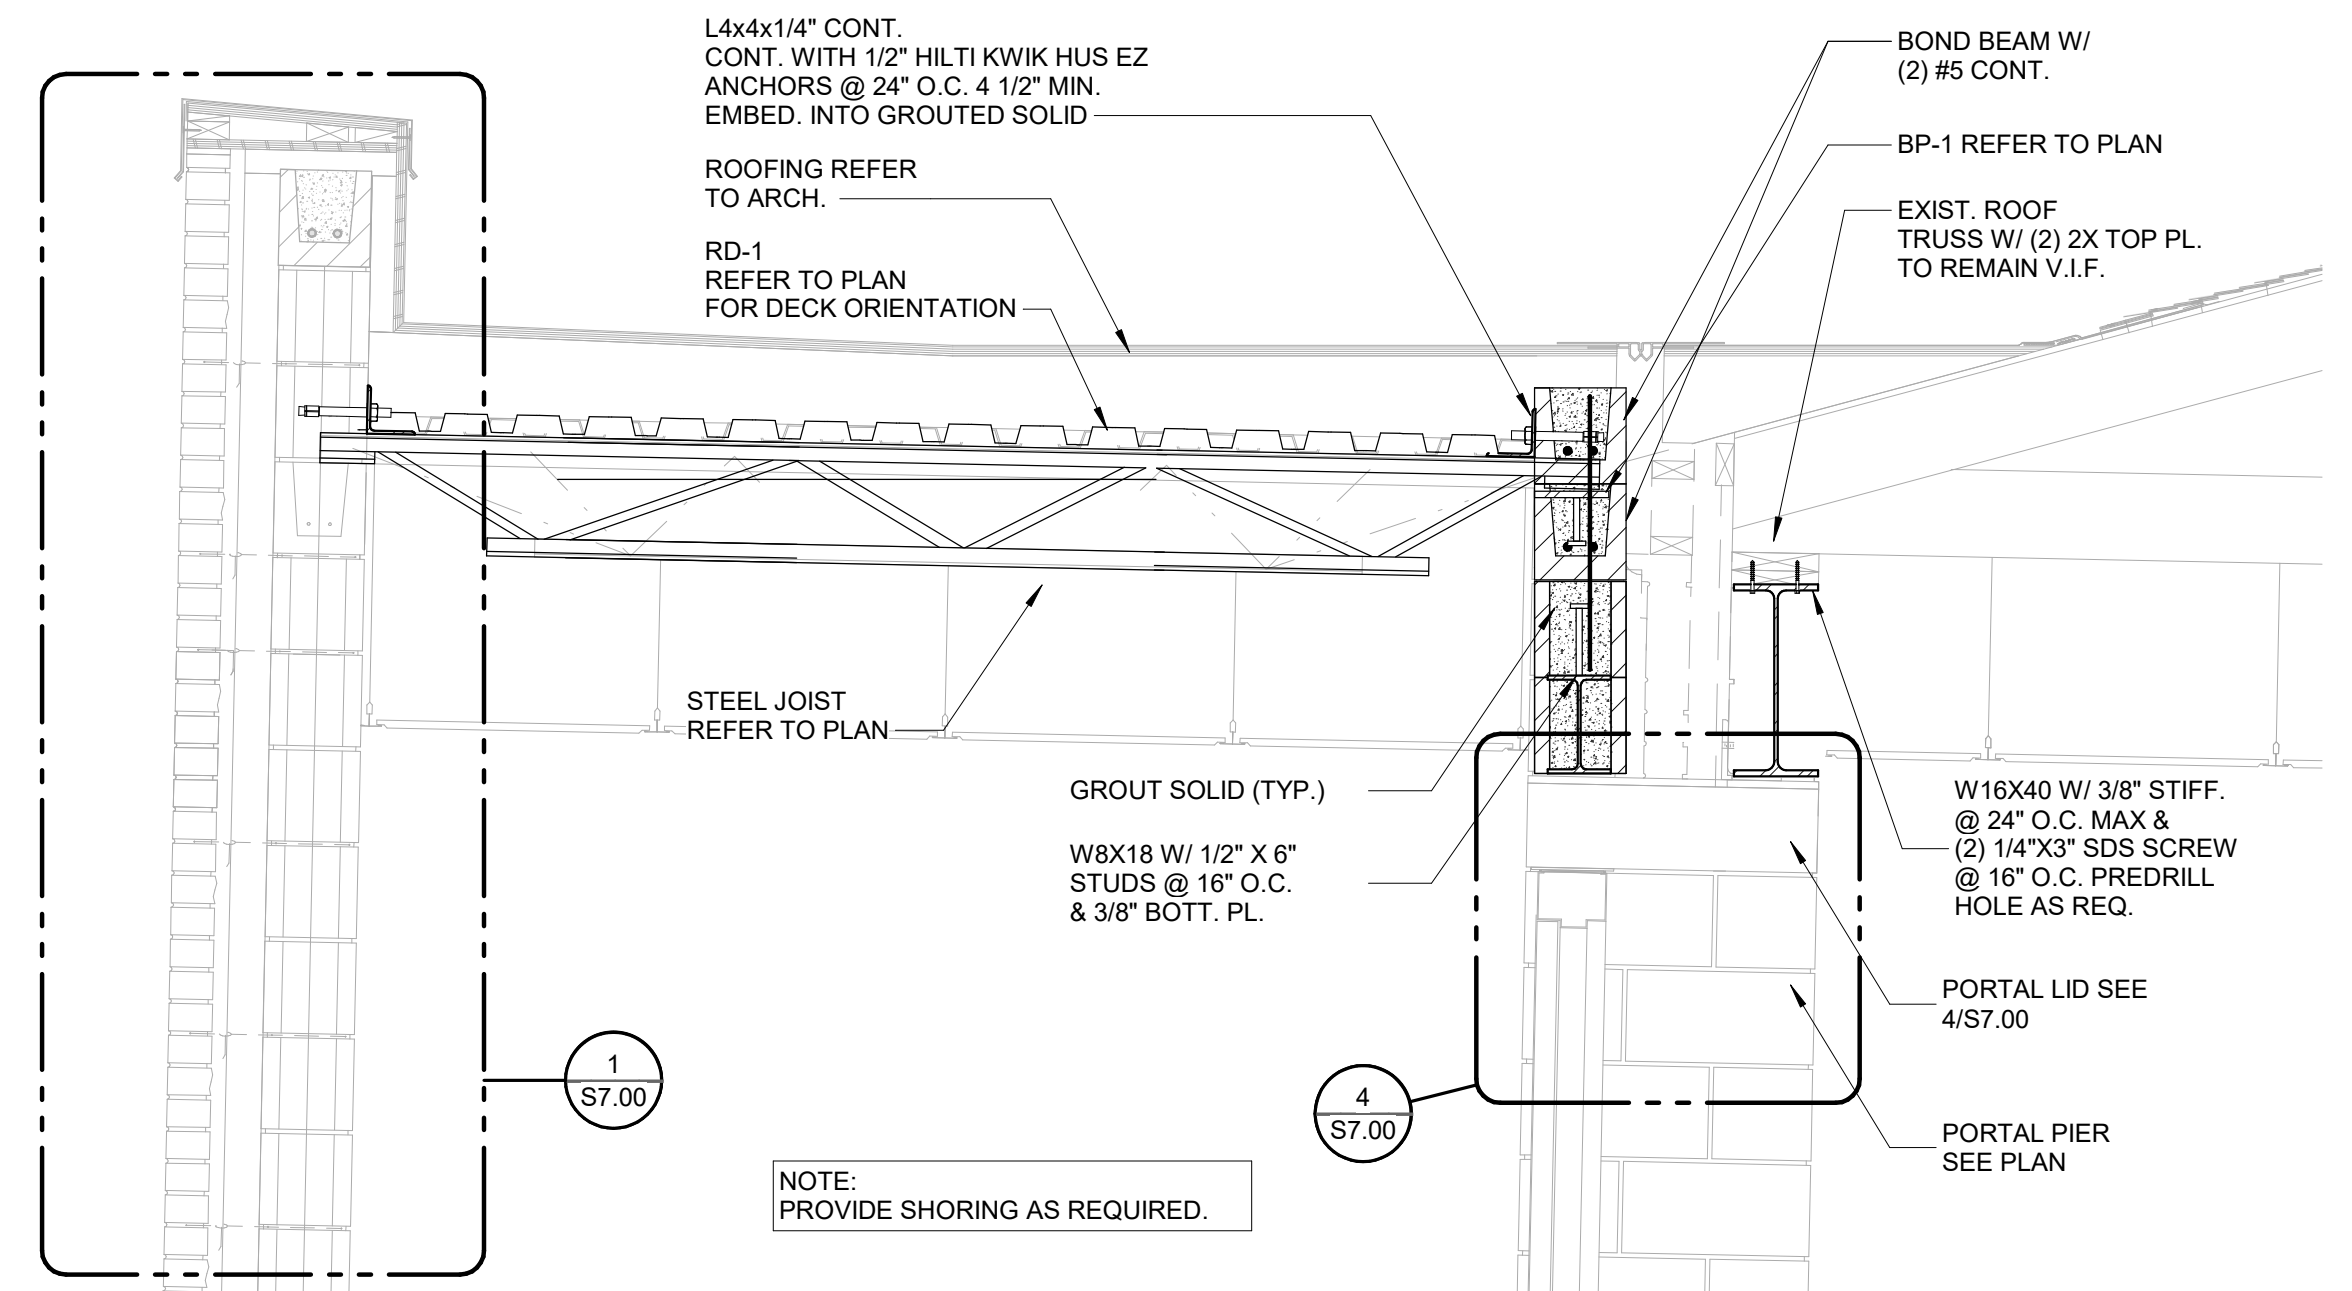 L4x4x1/4" CONT.
CONT. WITH 1/2" HILTI KWIK HUS EZ
ANCHORS @ 24" O.C. 4 1/2" MIN.
EMBED. INTO GROUTED SOLID
ROOFING REFER
TO ARCH.
RD-1
REFER TO PLAN
FOR DECK ORIENTATION
BOND BEAM W/
(2) #5 CONT.
BP-1 REFER TO PLAN
EXIST. ROOF
TRUSS W/ (2) 2X TOP PL.
TO REMAIN V.I.F.
STEEL JOIST
REFER TO PLAN
GROUT SOLID (TYP.)
W8X18 W/ 1/2" X 6"
STUDS @ 16" O.C.
& 3/8" BOTT. PL.
W16X40 W/ 3/8" STIFF.
@ 24" O.C. MAX &
(2) 1/4"X3" SDS SCREW
@ 16" O.C. PREDRILL
HOLE AS REQ.
PORTAL LID SEE
4/S7.00
PORTAL PIER
SEE PLAN
1
S7.00
4
S7.00
NOTE:
PROVIDE SHORING AS REQUIRED.